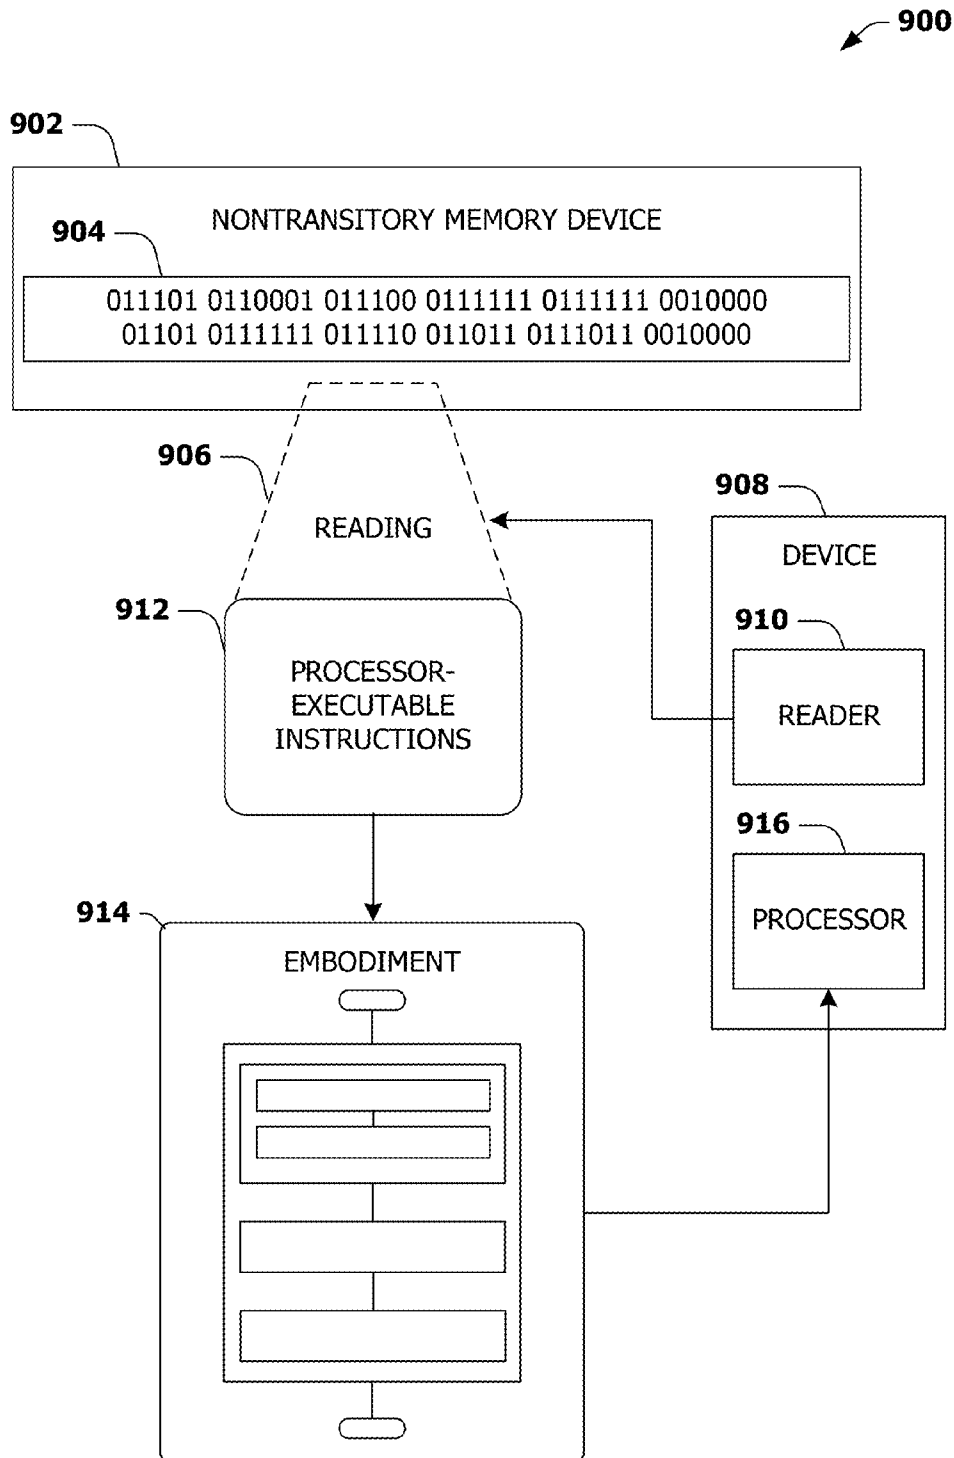 900
902
NONTRANSITORY MEMORY DEVICE
904
011101 0110001 011100 0111111 0111111 0010000
01101 0111111 011110 011011 0111011 0010000
906
READING
908
DEVICE
910
READER
912
PROCESSOR-
EXECUTABLE
INSTRUCTIONS
916
PROCESSOR
914
EMBODIMENT